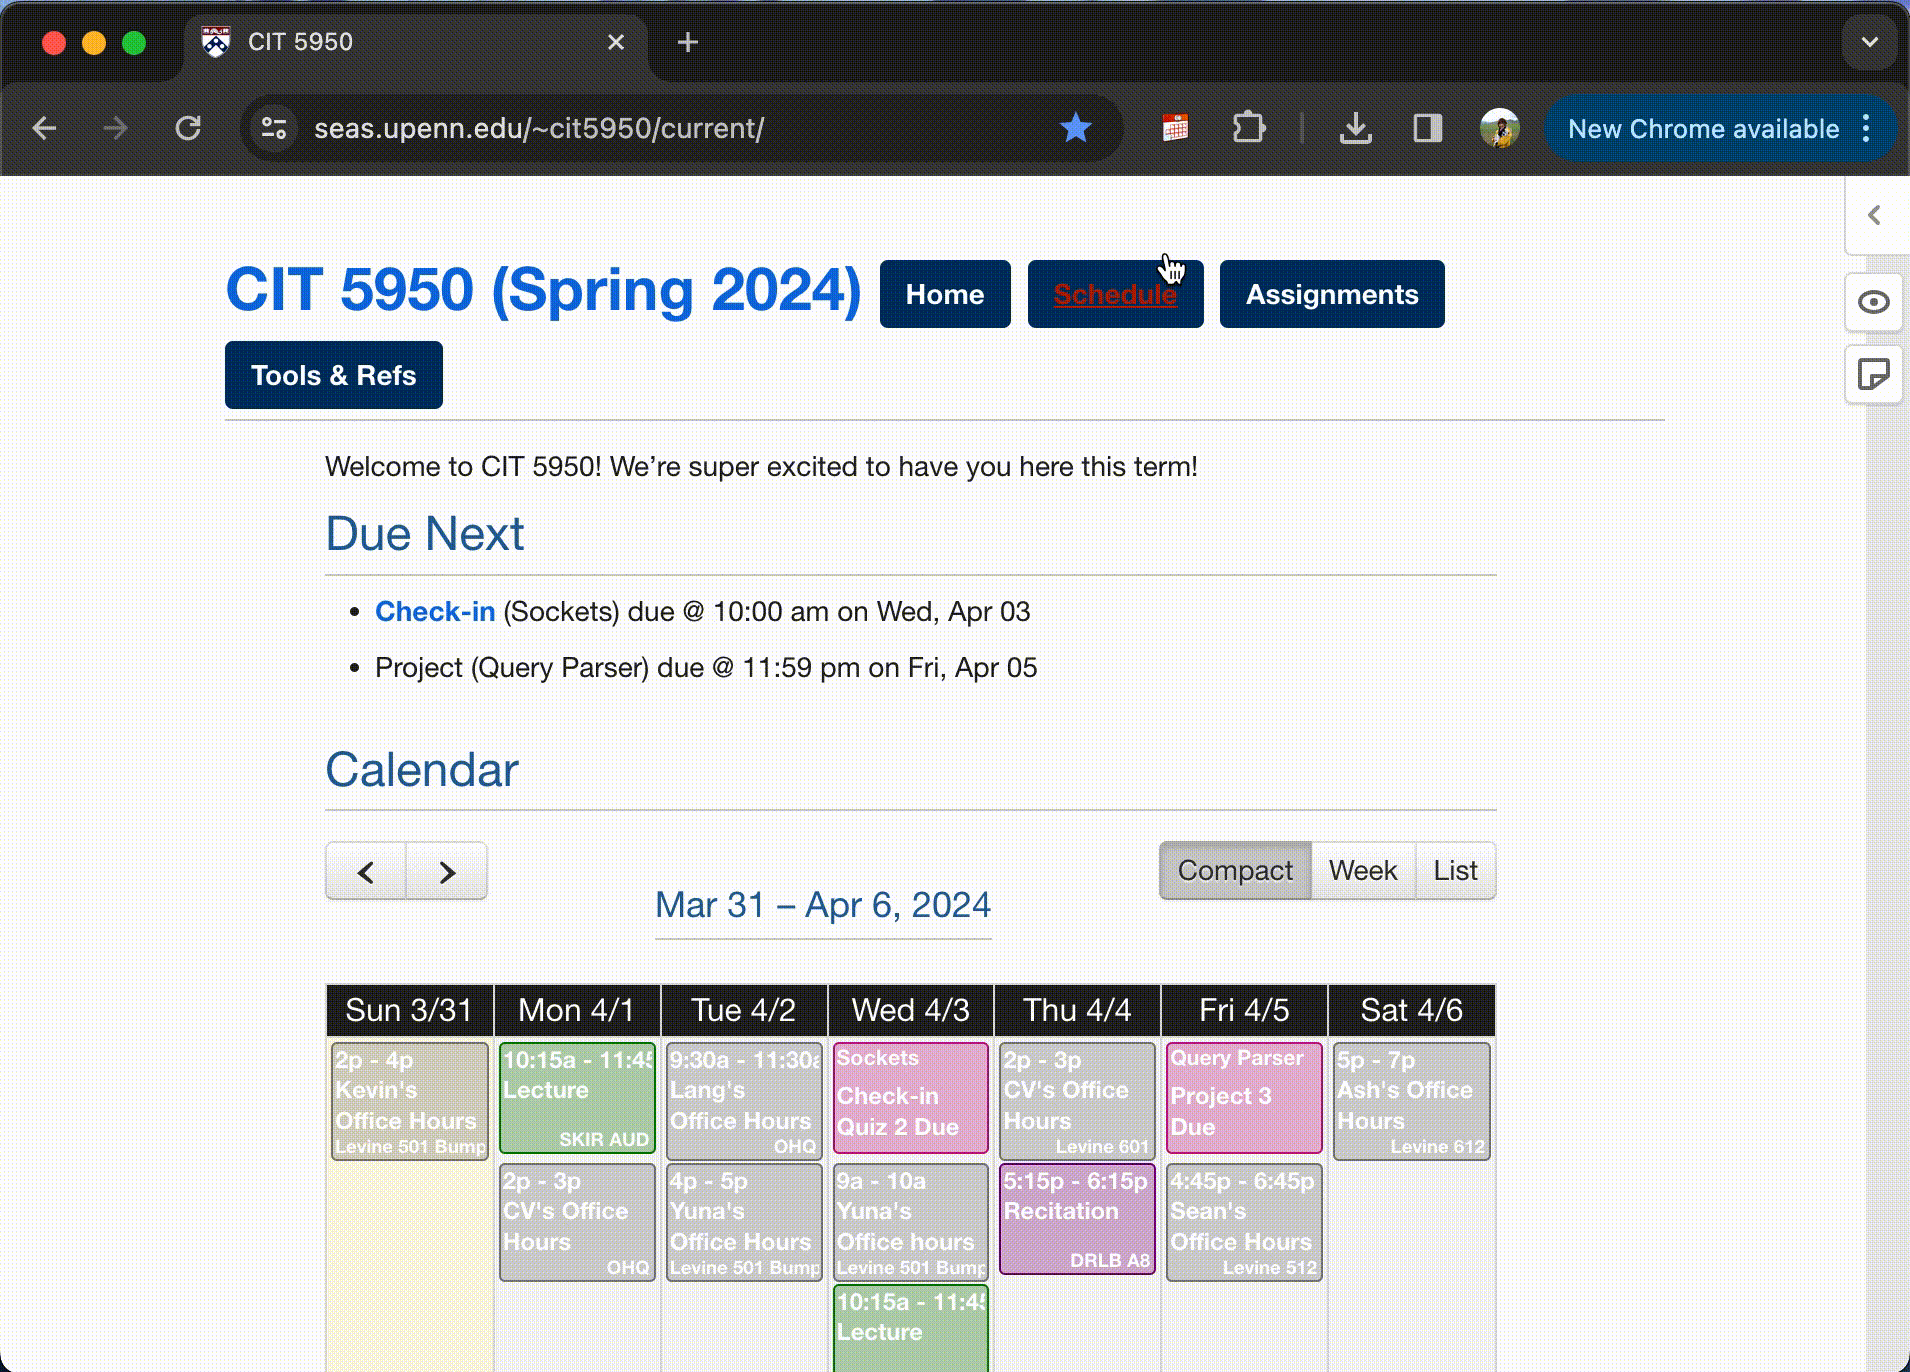 CIT 5950
seas.upenn.edu/~cit5950/current/
New Chrome available
CIT 5950 (Spring 2024)
Home
Schedule
Assignments
Tools & Refs
Welcome to CIT 5950! We’re super excited to have you here this term!
Due Next
Check-in (Sockets) due @ 10:00 am on Wed, Apr 03
Project (Query Parser) due @ 11:59 pm on Fri, Apr 05
Calendar
Compact
Week
List
Mar 31 – Apr 6, 2024
Sun 3/31
Mon 4/1
Tue 4/2
Wed 4/3
Thu 4/4
Fri 4/5
Sat 4/6
2p - 4p
Kevin's
Office Hours
Levine 501 Bump
10:15a - 11:45
Lecture
SKIR AUD
2p - 3p
CV's Office
Hours
OHQ
9:30a - 11:30a
Lang's
Office Hours
OHQ
4p - 5p
Yuna's
Office Hours
Levine 501 Bump
Sockets
Check-in
Quiz 2 Due
9a - 10a
Yuna's
Office hours
Levine 501 Bump
10:15a - 11:45
Lecture
2p - 3p
CV's Office
Hours
Levine 601
5:15p - 6:15p
Recitation
DRLB A8
Query Parser
Project 3
Due
4:45p - 6:45p
Sean's
Office Hours
Levine 512
5p - 7p
Ash's Office
Hours
Levine 612